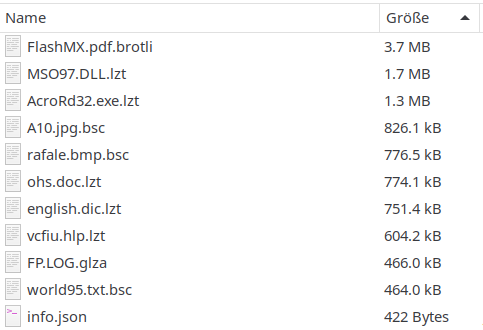 Name Größe
FlashMX.pdf.brotli 3.7 MB
MSO97.DLL.lzt 1.7 MB
AcroRd32.exe.lzt 1.3 MB
A10.jpg.bsc 826.1 kB
rafale.bmp.bsc 776.5 kB
ohs.doc.lzt 774.1 kB
english.dic.lzt 751.4 kB
vcfiu.hlp.lzt 604.2 kB
FP.LOG.glza 466.0 kB
world95.txt.bsc 464.0 kB
info.json 422 Bytes